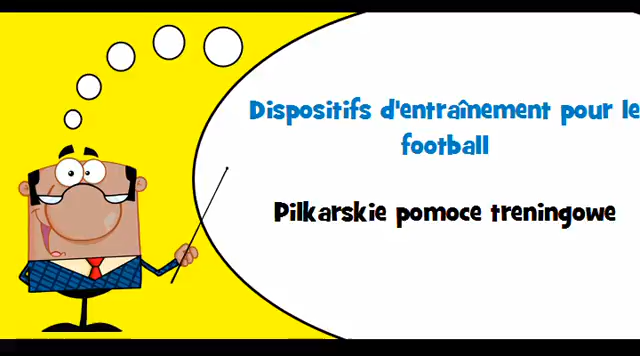 Dispositifs d'entraînement pour le
football
Pilkarskie pomoce treningowe